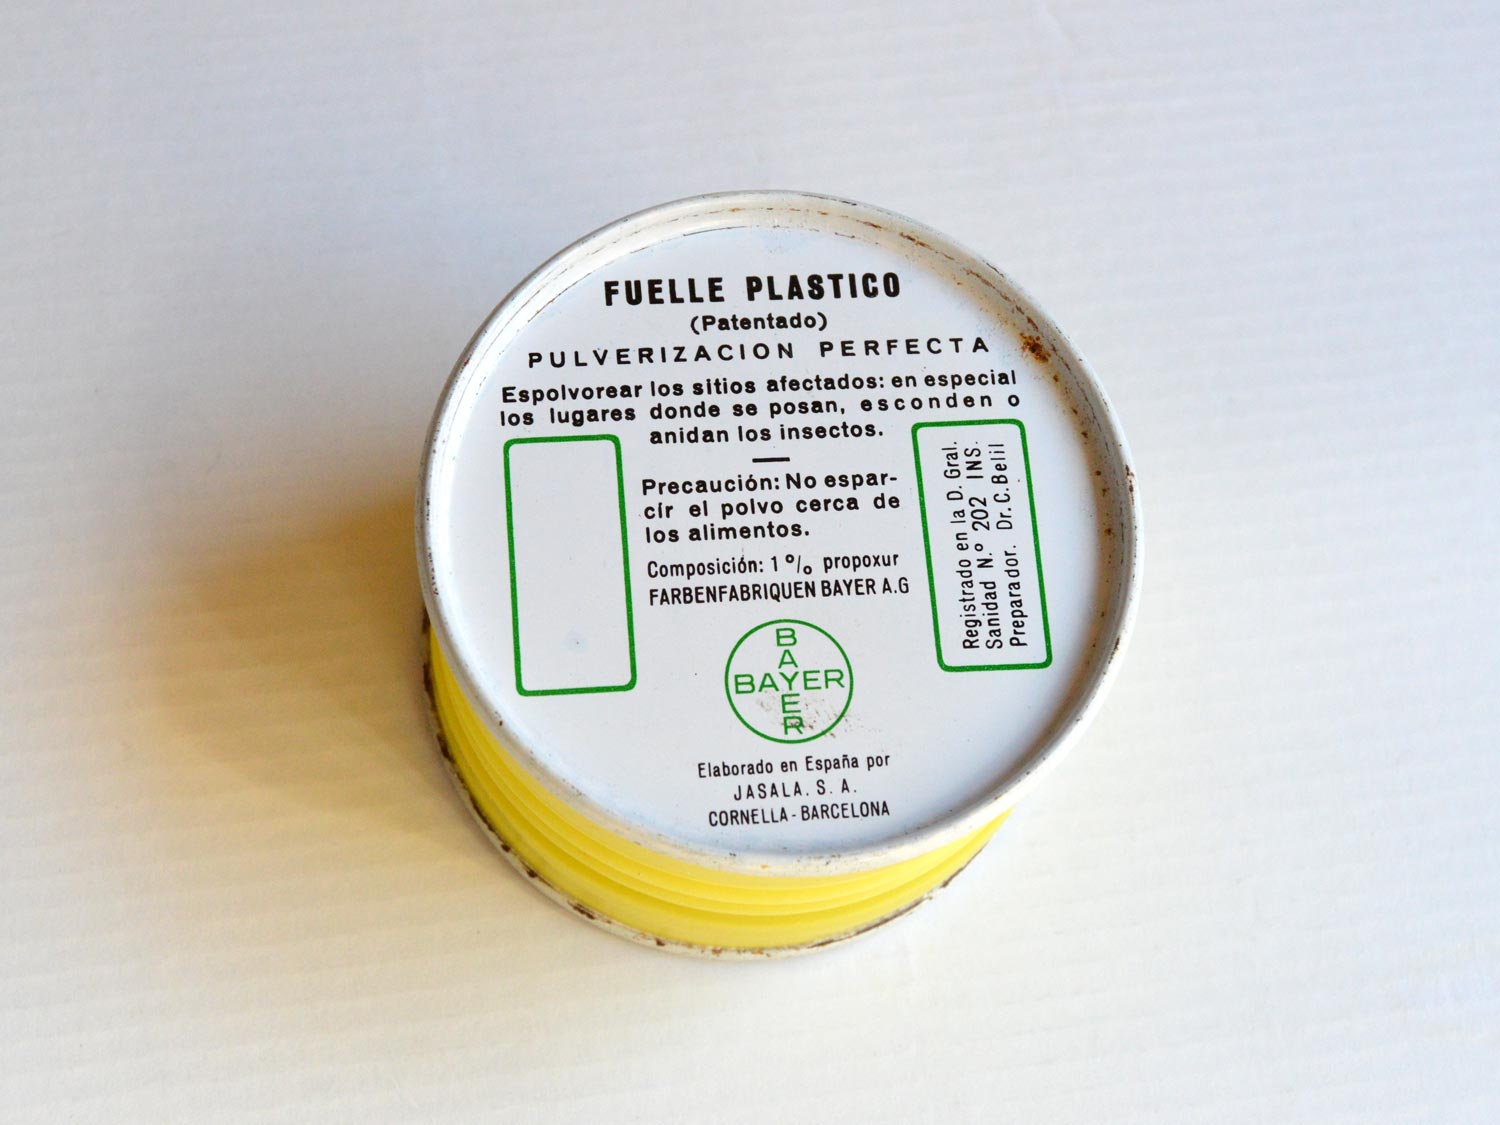 FUELLE PLASTICO
(Patentado)
PULVERIZACION PERFECTA
Espolvorear los sitios afectados: en especial
los lugares donde se posan, esconden o
anidan los insectos.
Precaución: No espar-
cir el polvo cerca de
los alimentos.
Composición: 1 % propoxur
FARBENFABRIQUEN BAYER A.G
Registrado en la D. Gral.
Sanidad N.º 202 INS.
Preparador. Dr. C. Belil
BAYER
BAYER
Elaborado en España por
JASALA. S. A.
CORNELLA - BARCELONA